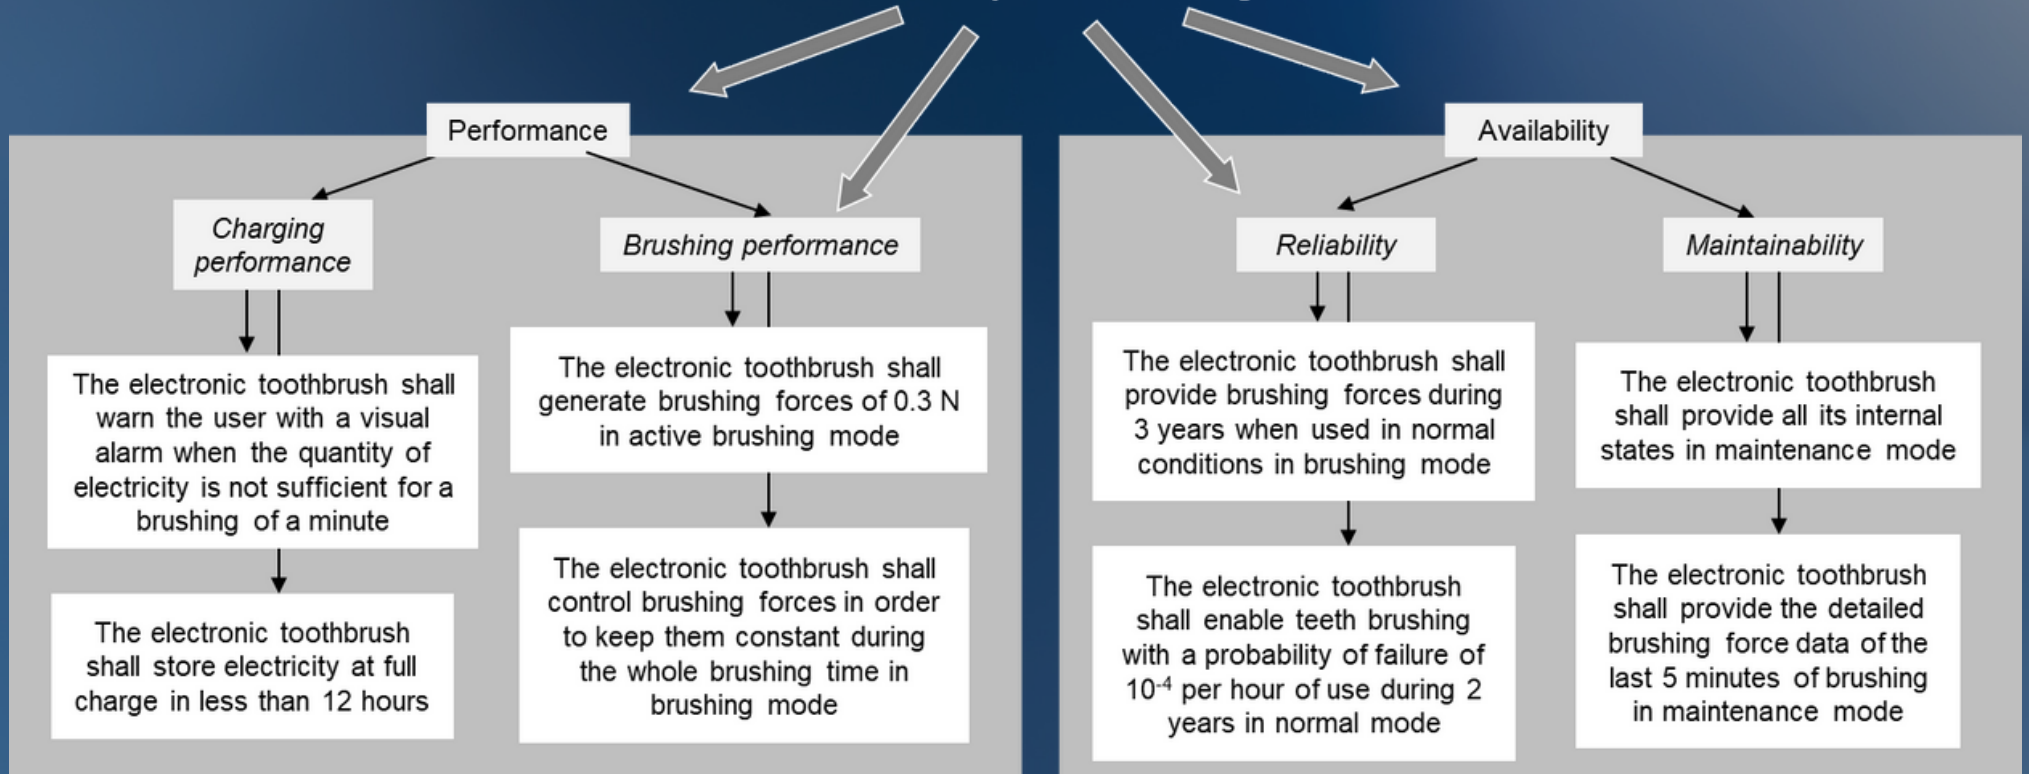 Performance
Charging
performance
The electronic toothbrush shall
warn the user with a visual
alarm when the quantity of
electricity is not sufficient for a
brushing of a minute
The electronic toothbrush
shall store electricity at full
charge in less than 12 hours
Brushing performance
The electronic toothbrush shall
generate brushing forces of 0.3 N
in active brushing mode
The electronic toothbrush shall
control brushing forces in order
to keep them constant during
the whole brushing time in
brushing mode
Availability
Reliability
The electronic toothbrush shall
provide brushing forces during
3 years when used in normal
conditions in brushing mode
The electronic toothbrush
shall enable teeth brushing
with a probability of failure of
10⁻⁴ per hour of use during 2
years in normal mode
Maintainability
The electronic toothbrush
shall provide all its internal
states in maintenance mode
The electronic toothbrush
shall provide the detailed
brushing force data of the
last 5 minutes of brushing
in maintenance mode